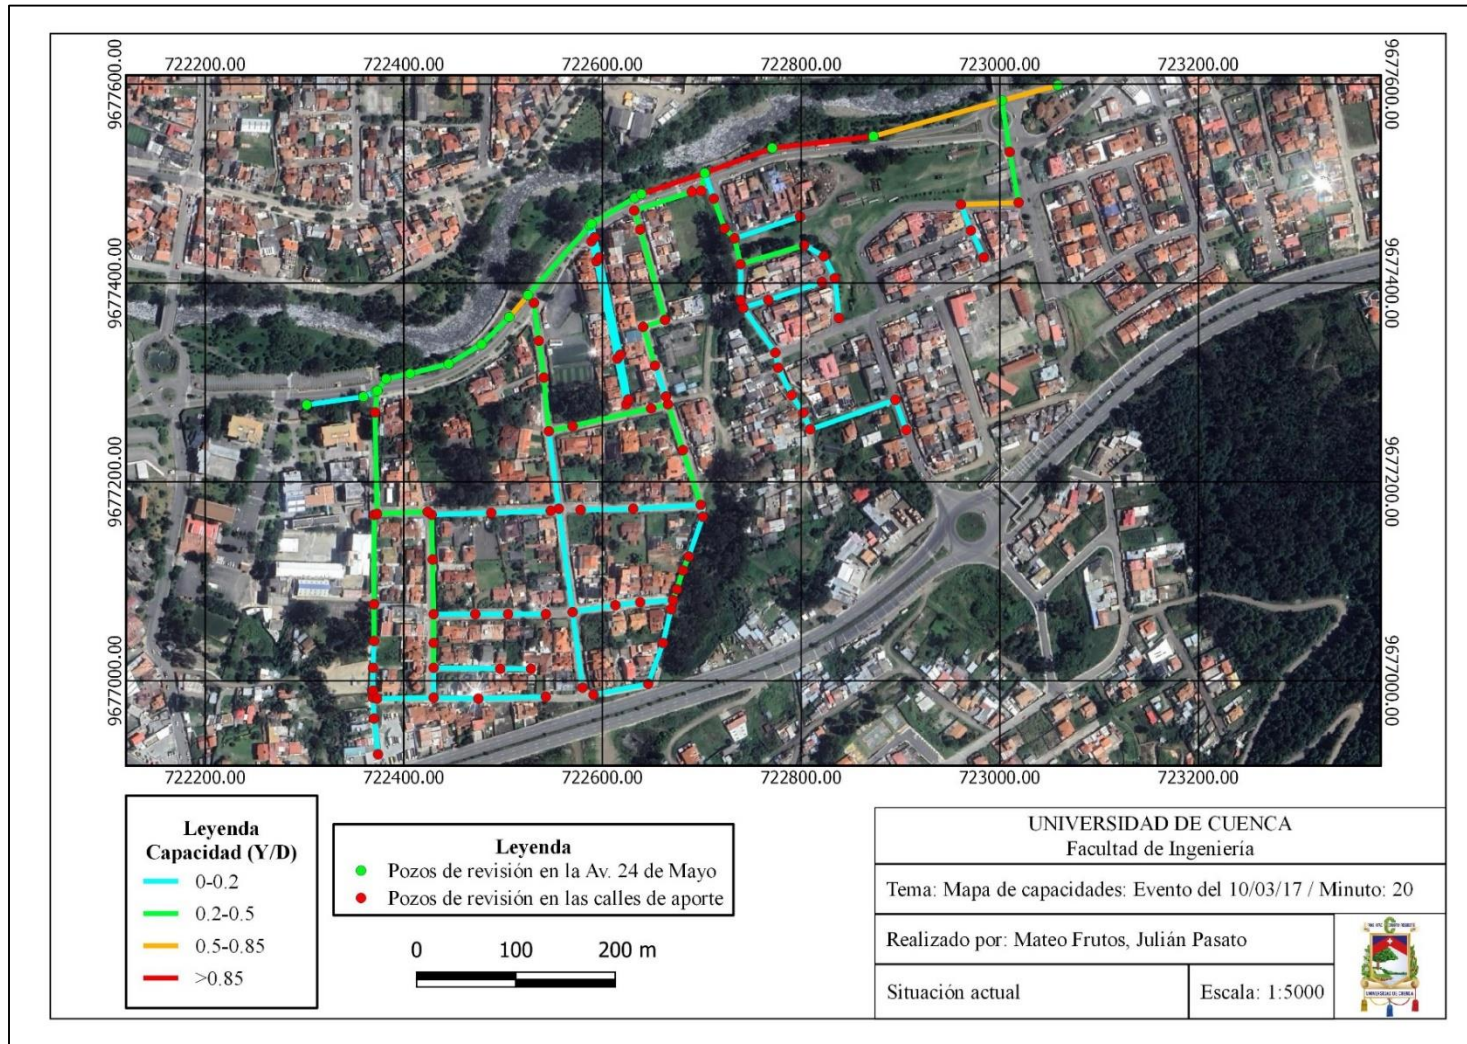 722200.00 722400.00 722600.00 722800.00 723000.00 723200.00
9677600.00 9677600.00
9677400.00 9677400.00
9677200.00 9677200.00
9677000.00 9677000.00
722200.00 722400.00 722600.00 722800.00 723000.00 723200.00
Leyenda
Capacidad (Y/D)
0-0.2
0.2-0.5
0.5-0.85
>0.85
Leyenda
Pozos de revisión en la Av. 24 de Mayo
Pozos de revisión en las calles de aporte
0 100 200 m
UNIVERSIDAD DE CUENCA
Facultad de Ingeniería
Tema: Mapa de capacidades: Evento del 10/03/17 / Minuto: 20
Realizado por: Mateo Frutos, Julián Pasato
Situación actual
Escala: 1:5000
UNIVERSIDAD DE CUENCA